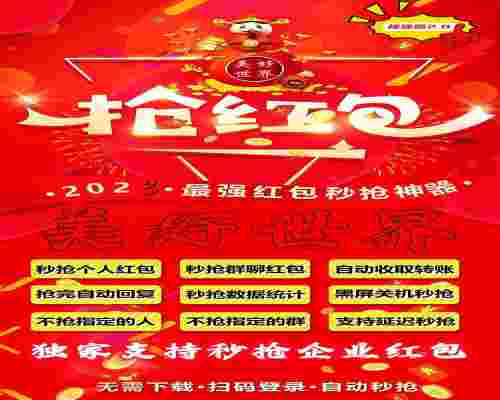 美好
世界
抢红包
·最强红包秒抢神器·
美好世界
秒抢个人红包 秒抢群聊红包 自动收取转账
抢完自动回复 秒抢数据统计 黑屏关机秒抢
不抢指定的人 不抢指定的群 支持延迟秒抢
独家支持秒抢企业红包
无需下载·扫码登录·自动秒抢